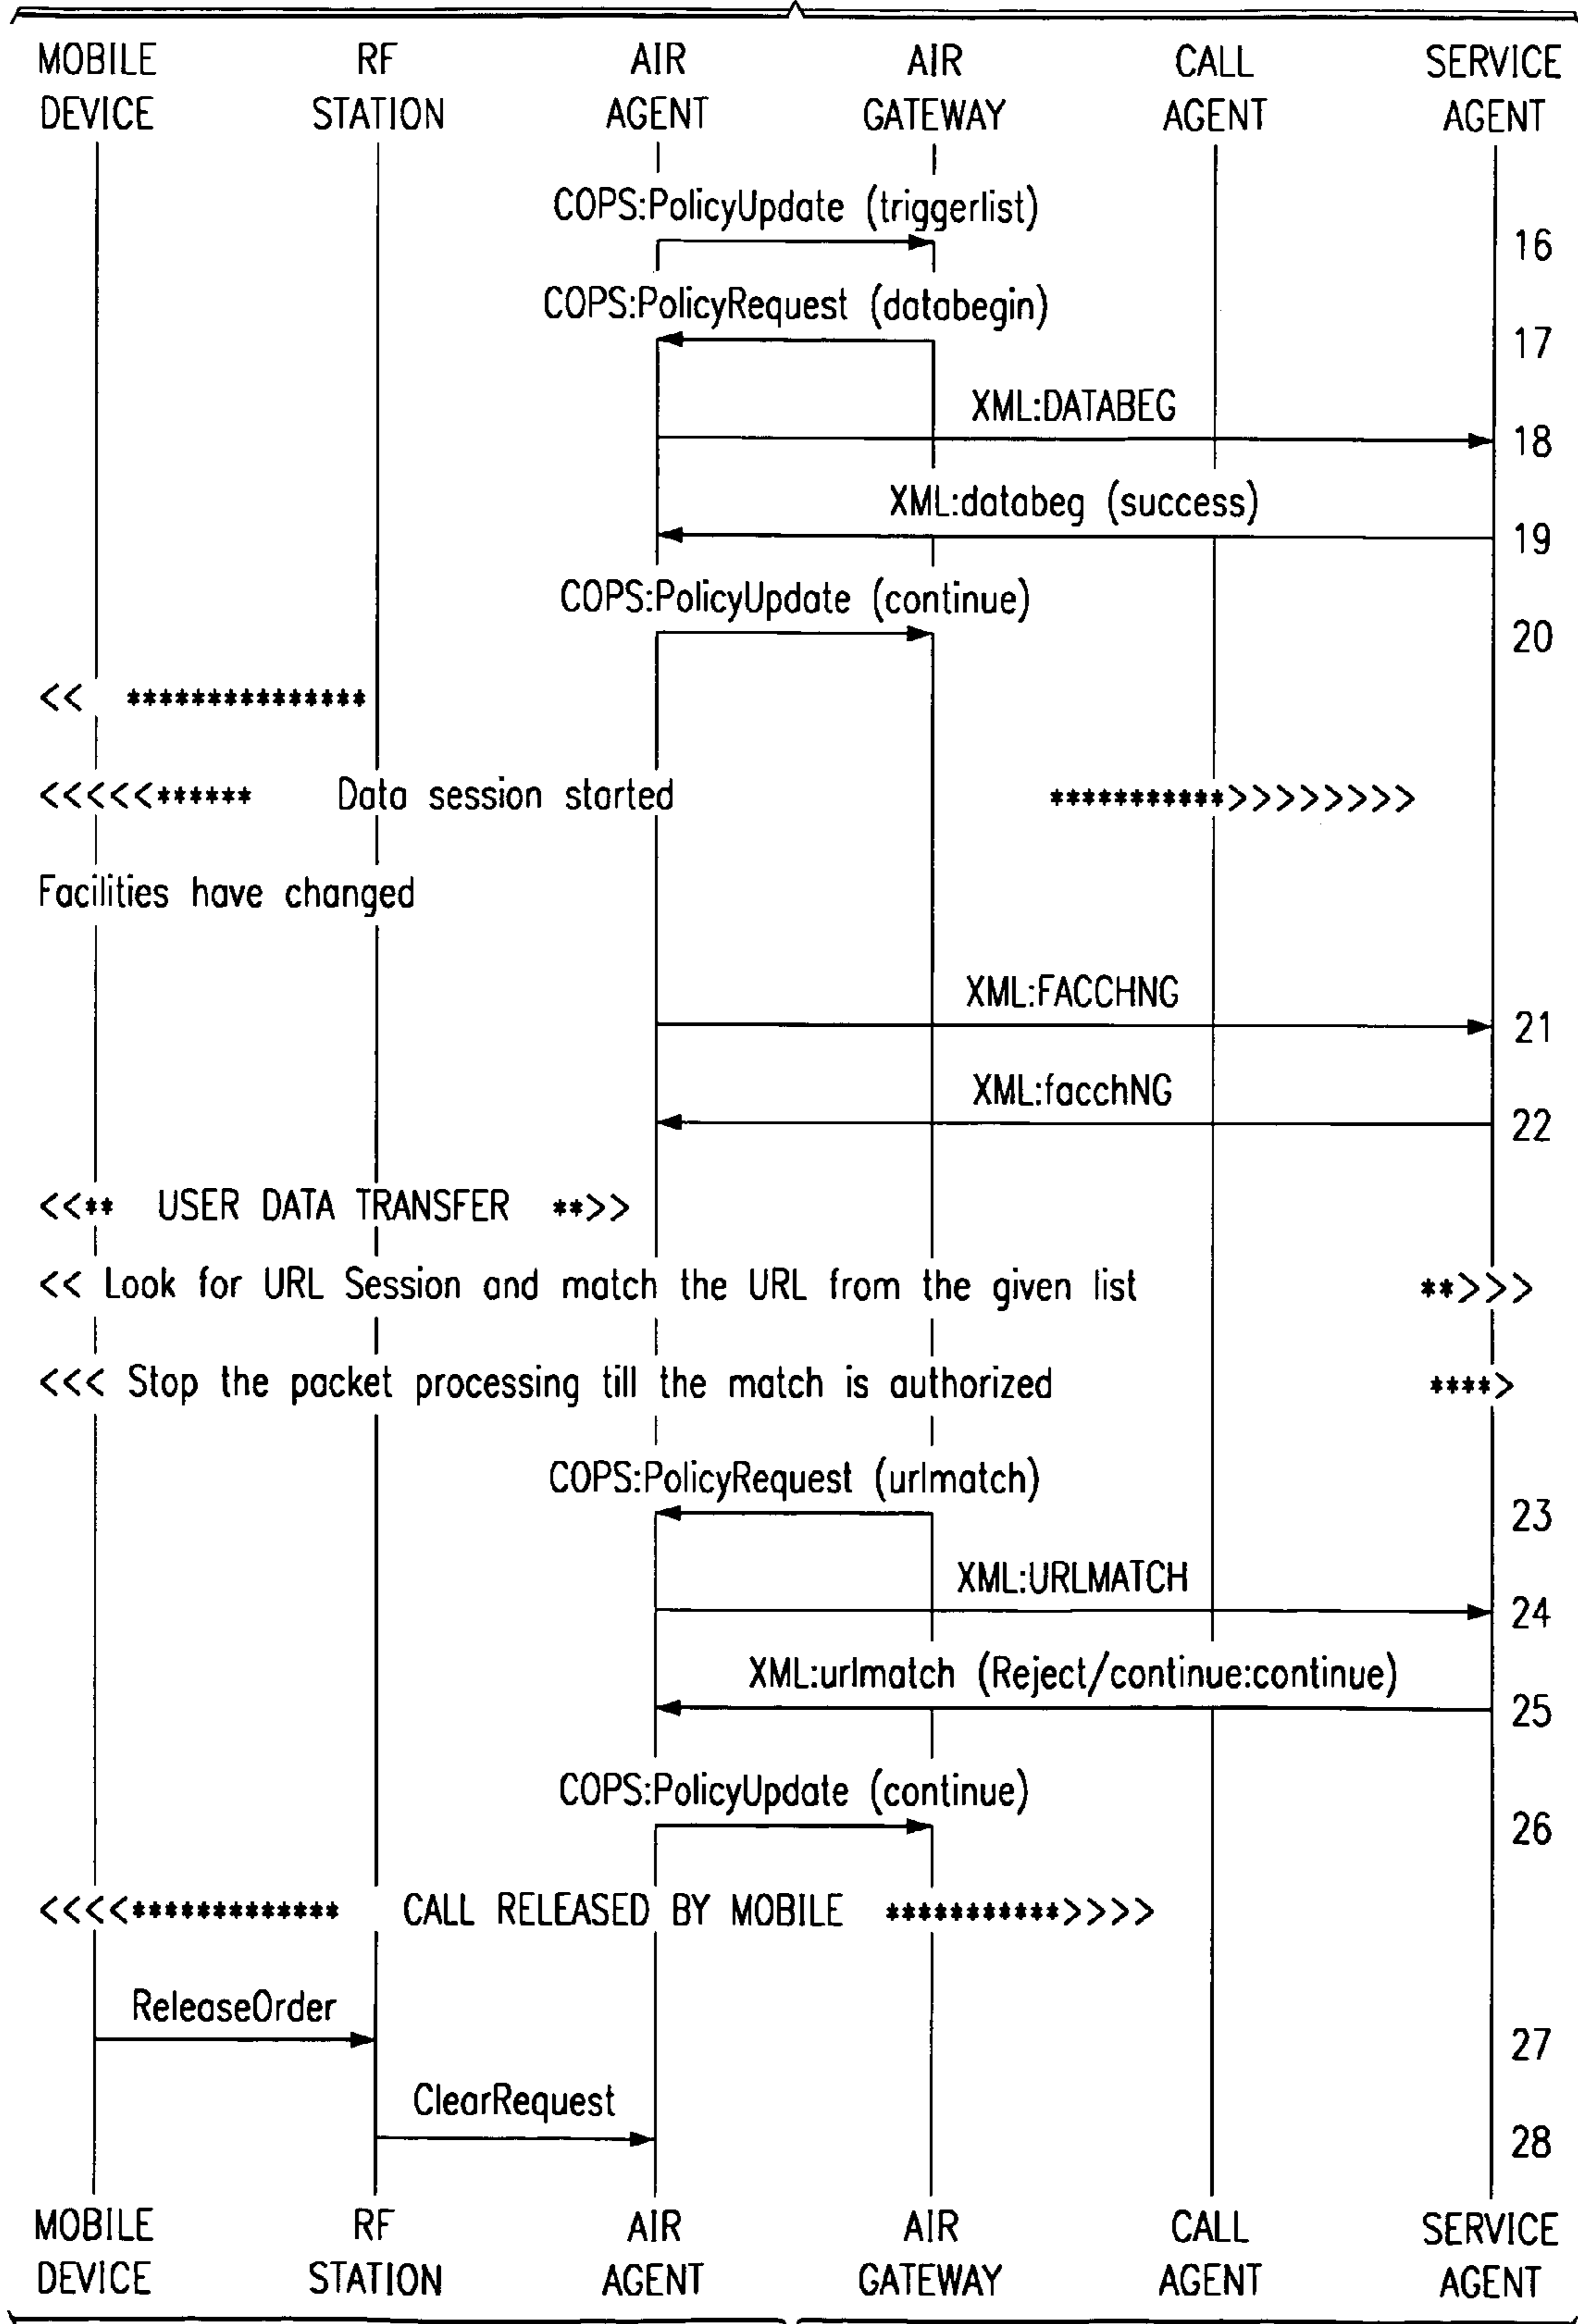 MOBILE DEVICE RF STATION AIR AGENT AIR GATEWAY CALL AGENT SERVICE AGENT
COPS:PolicyUpdate (triggerlist)
16
COPS:PolicyRequest (databegin)
17
XML:DATABEG
18
XML:databeg (success)
19
COPS:PolicyUpdate (continue)
20
<< ***************
<<<<<****** Data session started ***********>>>>>>>>
Facilities have changed
XML:FACCHNG
21
XML:facchNG
22
<<** USER DATA TRANSFER **>>
<< Look for URL Session and match the URL from the given list **>>>
<<< Stop the packet processing till the match is authorized ****>
COPS:PolicyRequest (urlmatch)
23
XML:URLMATCH
24
XML:urlmatch (Reject/continue:continue)
25
COPS:PolicyUpdate (continue)
26
<<<<************* CALL RELEASED BY MOBILE ***********>>>>
ReleaseOrder
27
ClearRequest
28
MOBILE DEVICE RF STATION AIR AGENT AIR GATEWAY CALL AGENT SERVICE AGENT